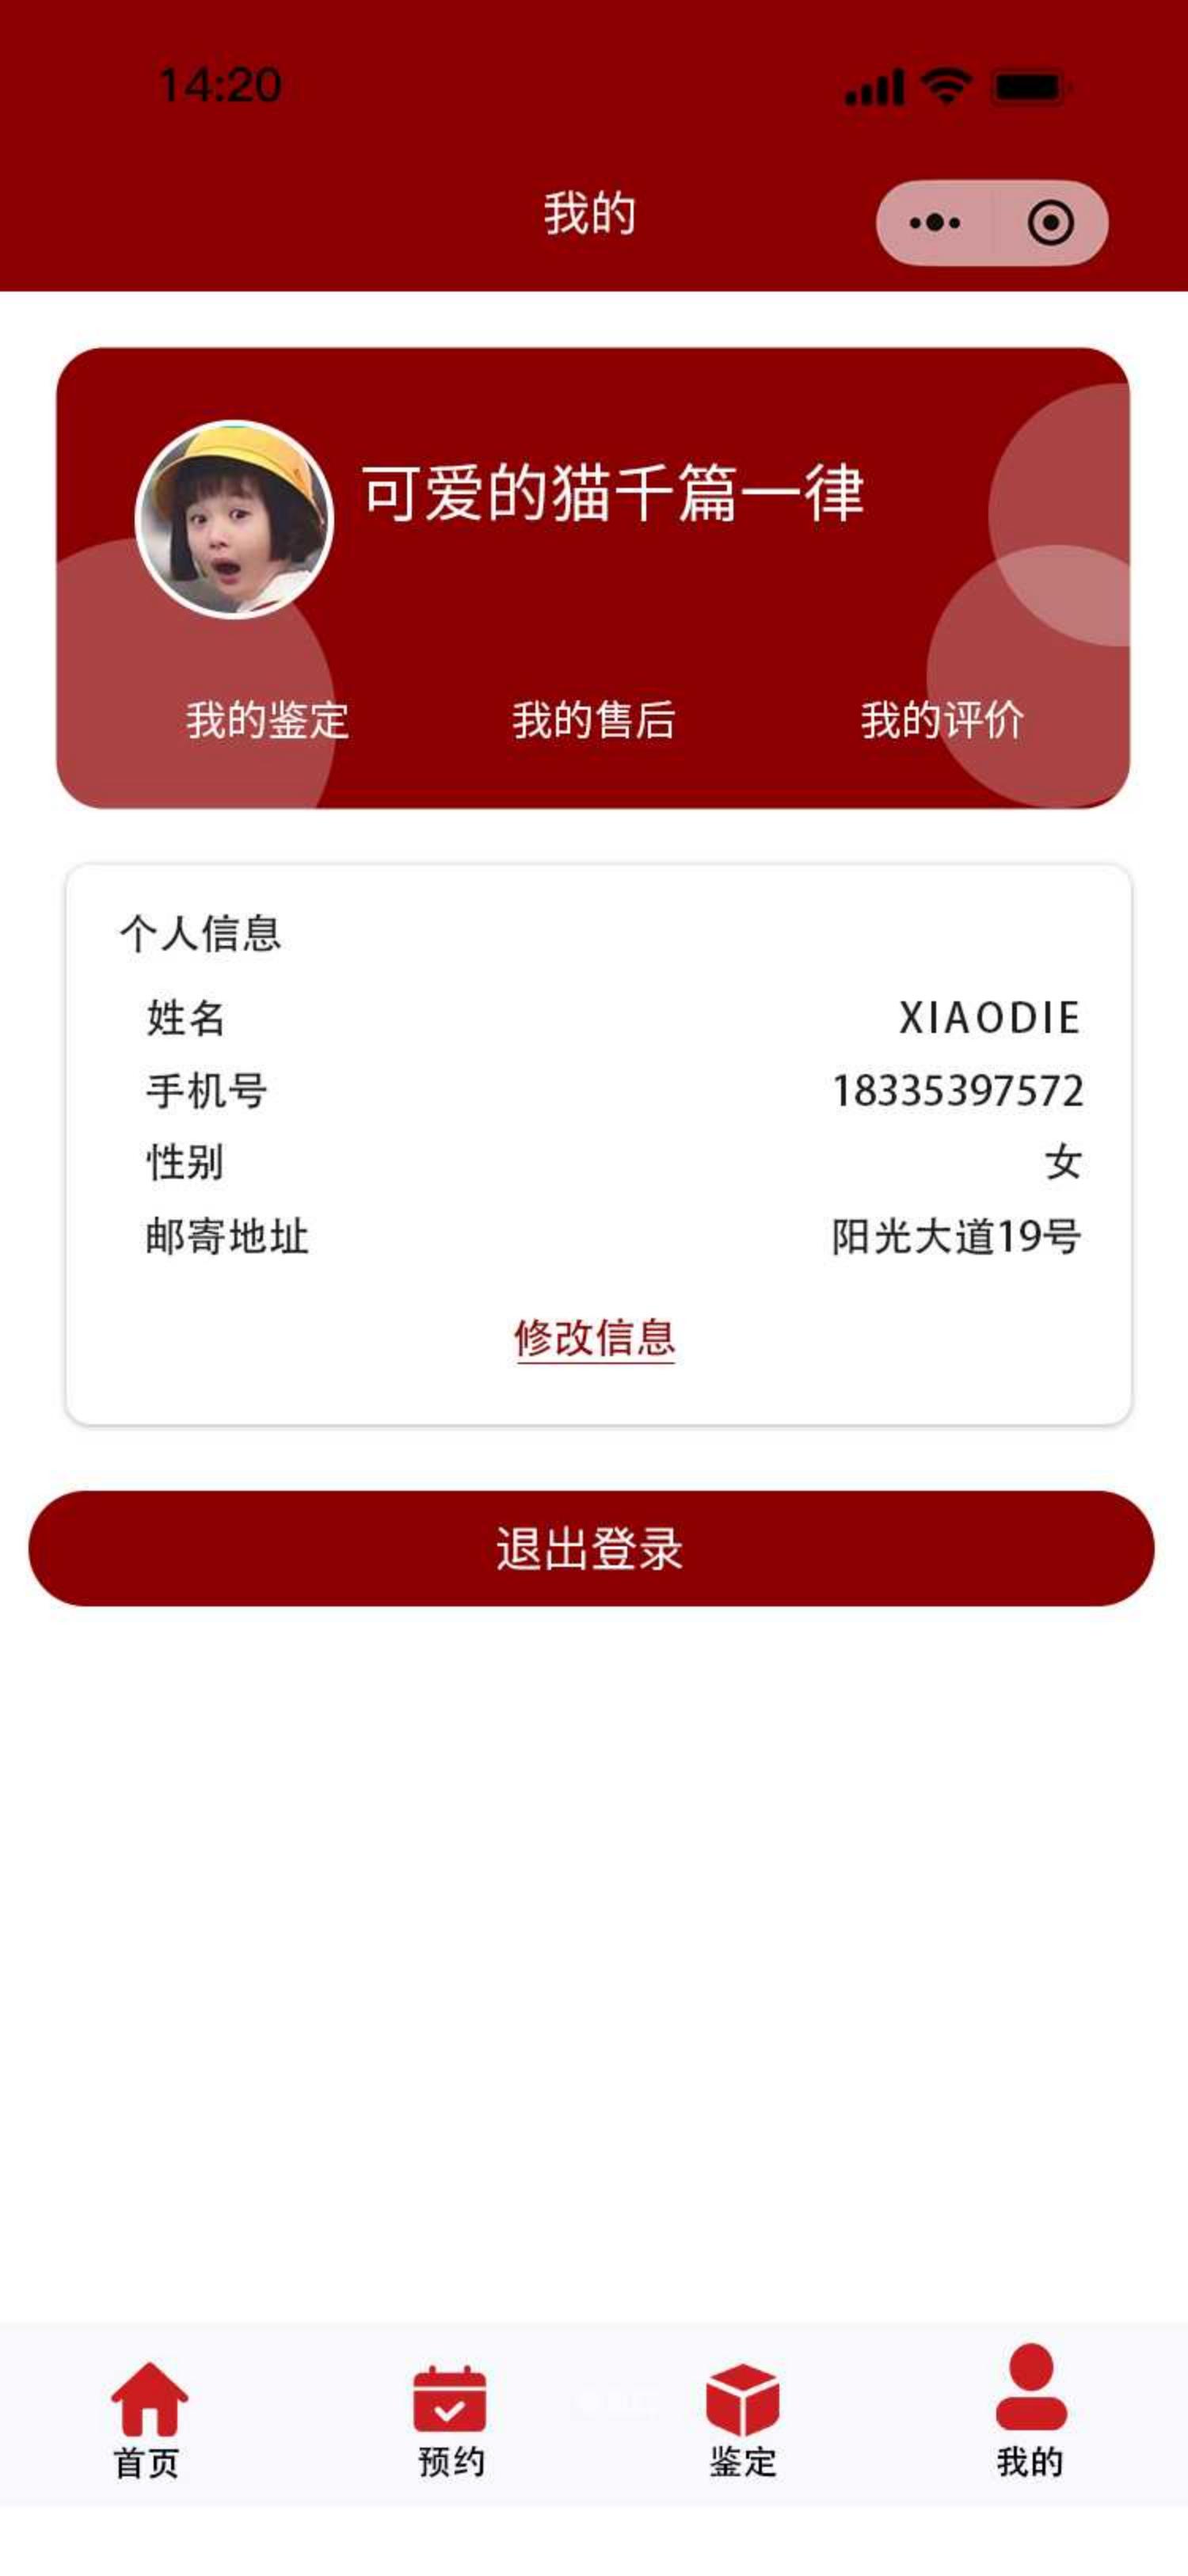 14:20
我的
可爱的猫千篇一律
我的鉴定 我的售后 我的评价
个人信息
姓名 XIAODIE
手机号 18335397572
性别 女
邮寄地址 阳光大道19号
修改信息
退出登录
首页 预约 鉴定 我的